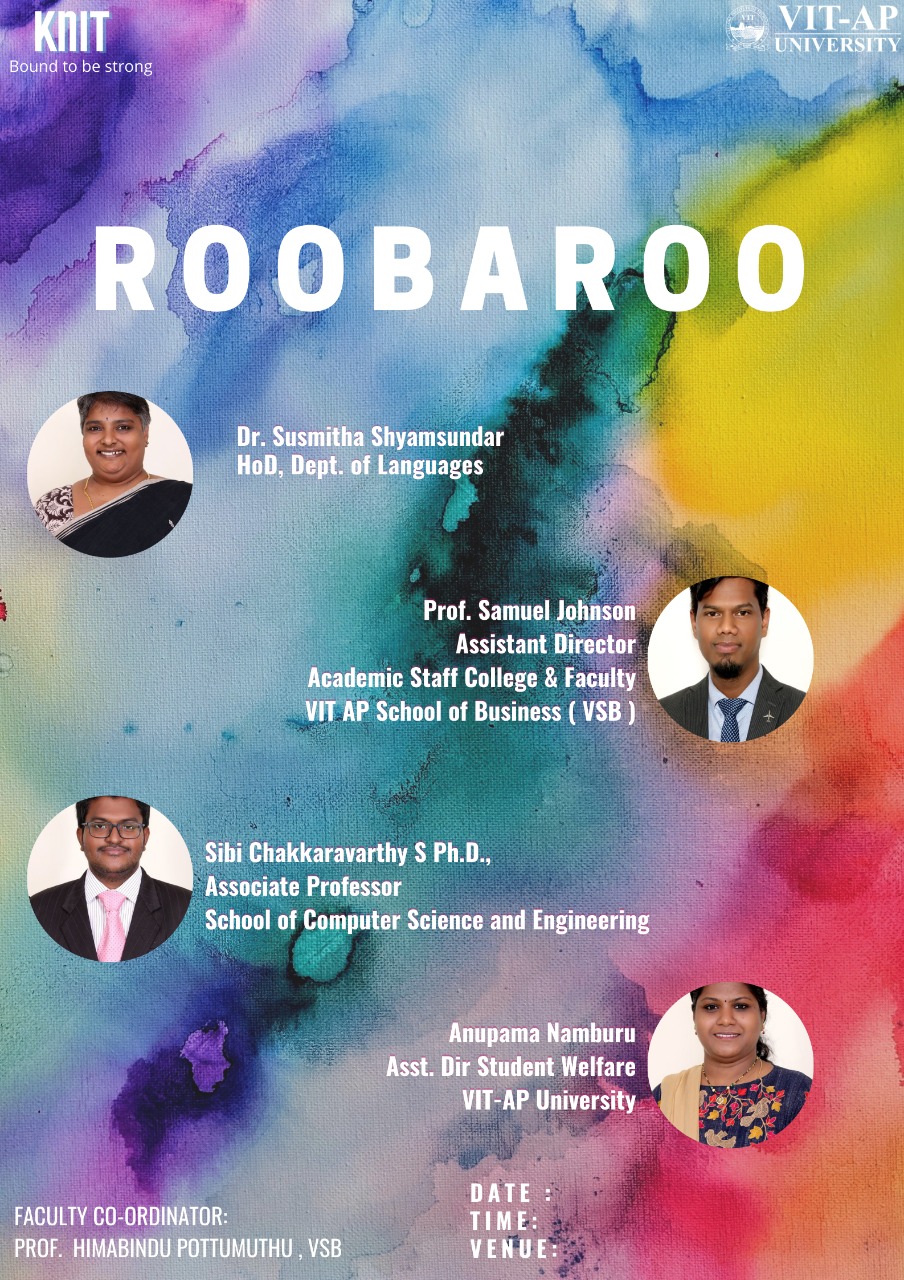 KNIT
Bound to be strong
VIT-AP
UNIVERSITY
ROOBAROO
Dr. Susmitha Shyamsundar
HoD, Dept. of Languages
Prof. Samuel Johnson
Assistant Director
Academic Staff College & Faculty
VIT AP School of Business ( VSB )
Sibi Chakkaravarthy S Ph.D.,
Associate Professor
School of Computer Science and Engineering
Anupama Namburu
Asst. Dir Student Welfare
VIT-AP University
FACULTY CO-ORDINATOR:
PROF. HIMABINDU POTTUMUTHU , VSB
DATE :
TIME:
VENUE: